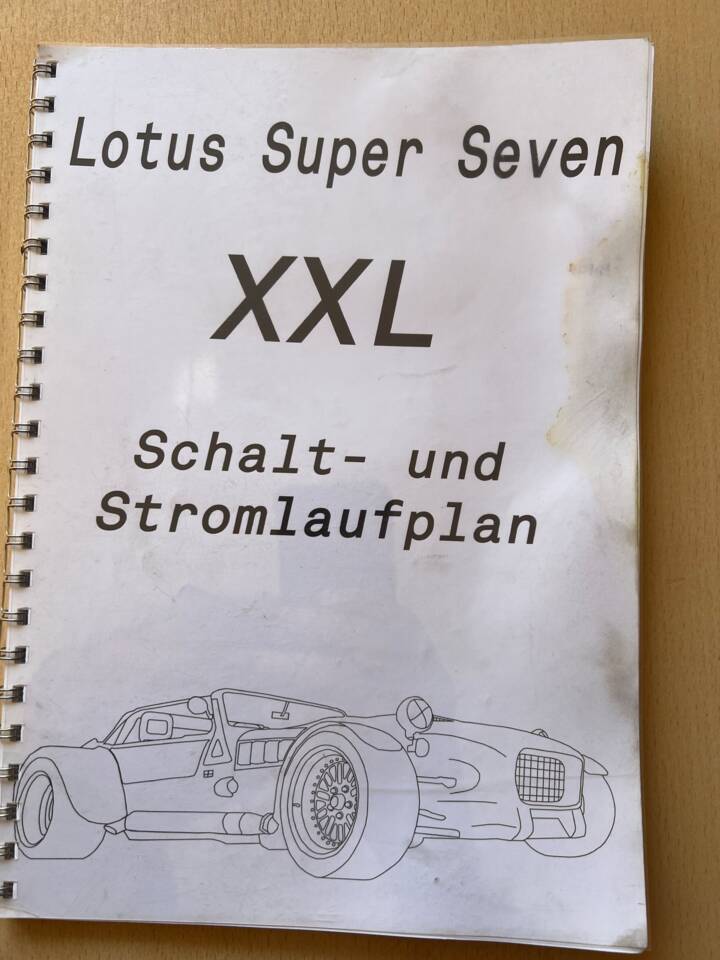 Lotus Super Seven
XXL
Schalt- und
Stromlaufplan